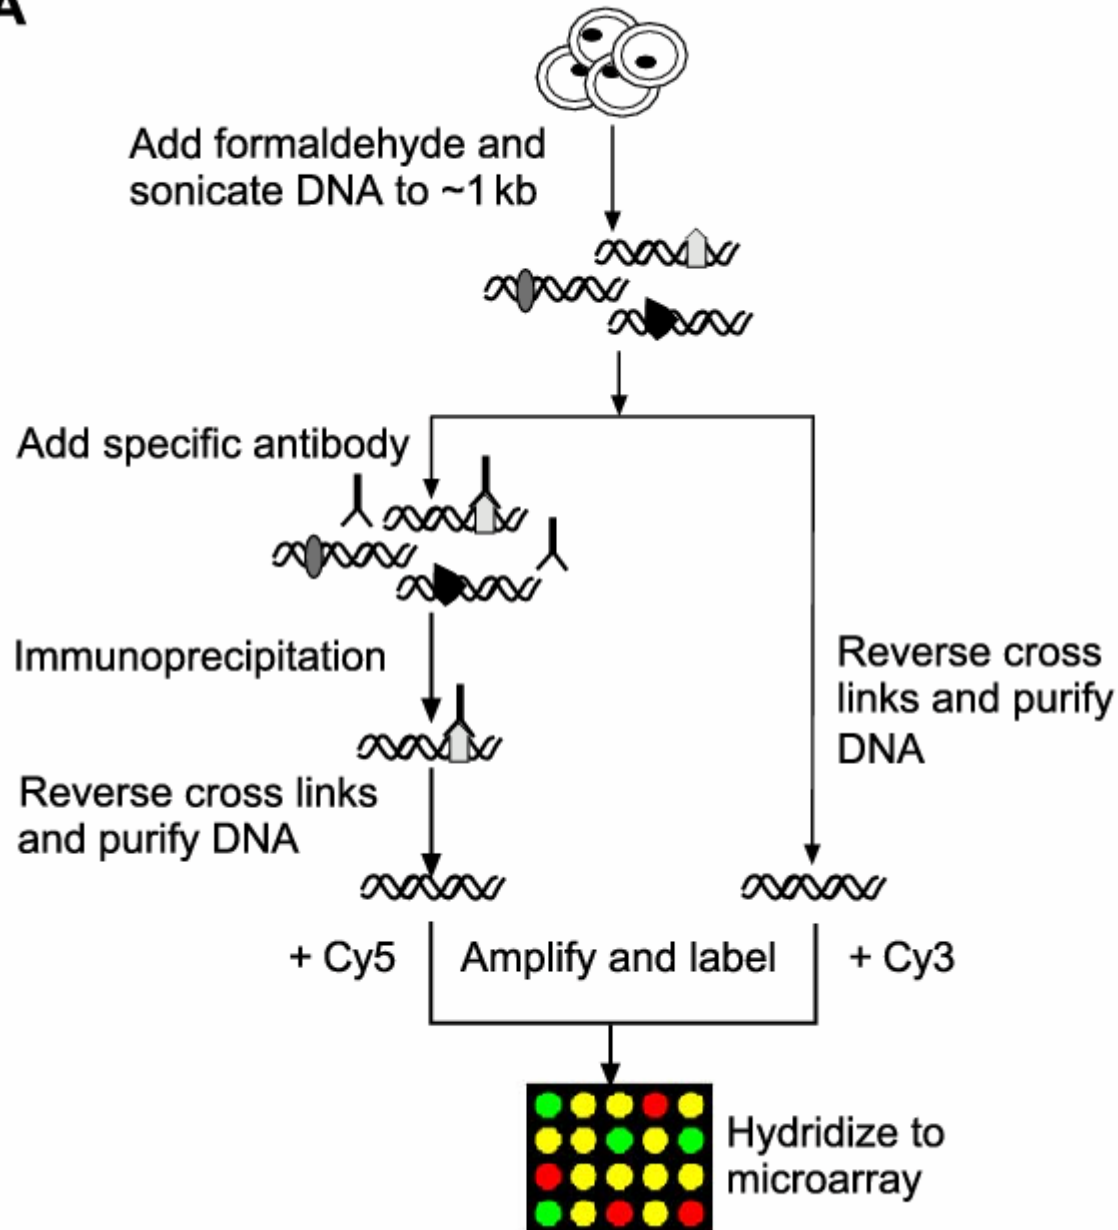 A
Add formaldehyde and
sonicate DNA to ~1 kb
Add specific antibody
Immunoprecipitation
Reverse cross
links and purify
DNA
Reverse cross links
and purify DNA
+ Cy5
Amplify and label
+ Cy3
Hydridize to
microarray